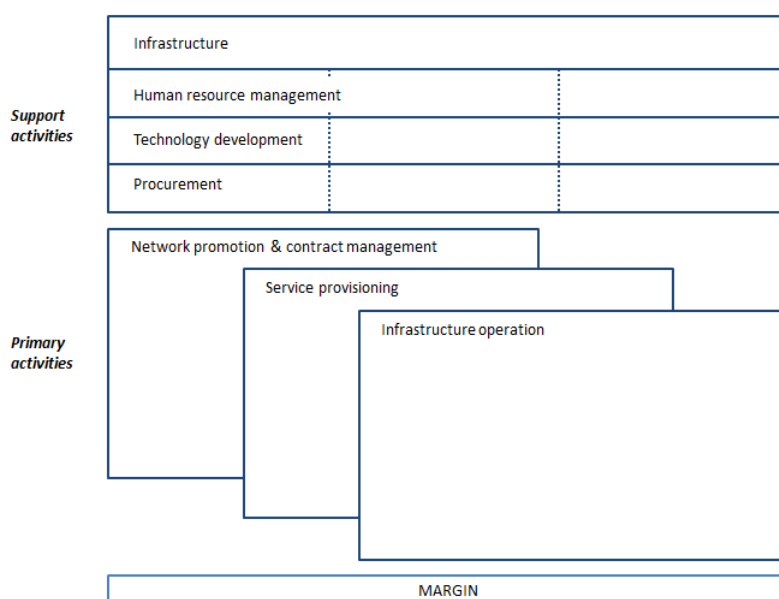 Infrastructure
Support
activities
Human resource management
Technology development
Procurement
Network promotion & contract management
Service provisioning
Primary
activities
Infrastructure operation
MARGIN